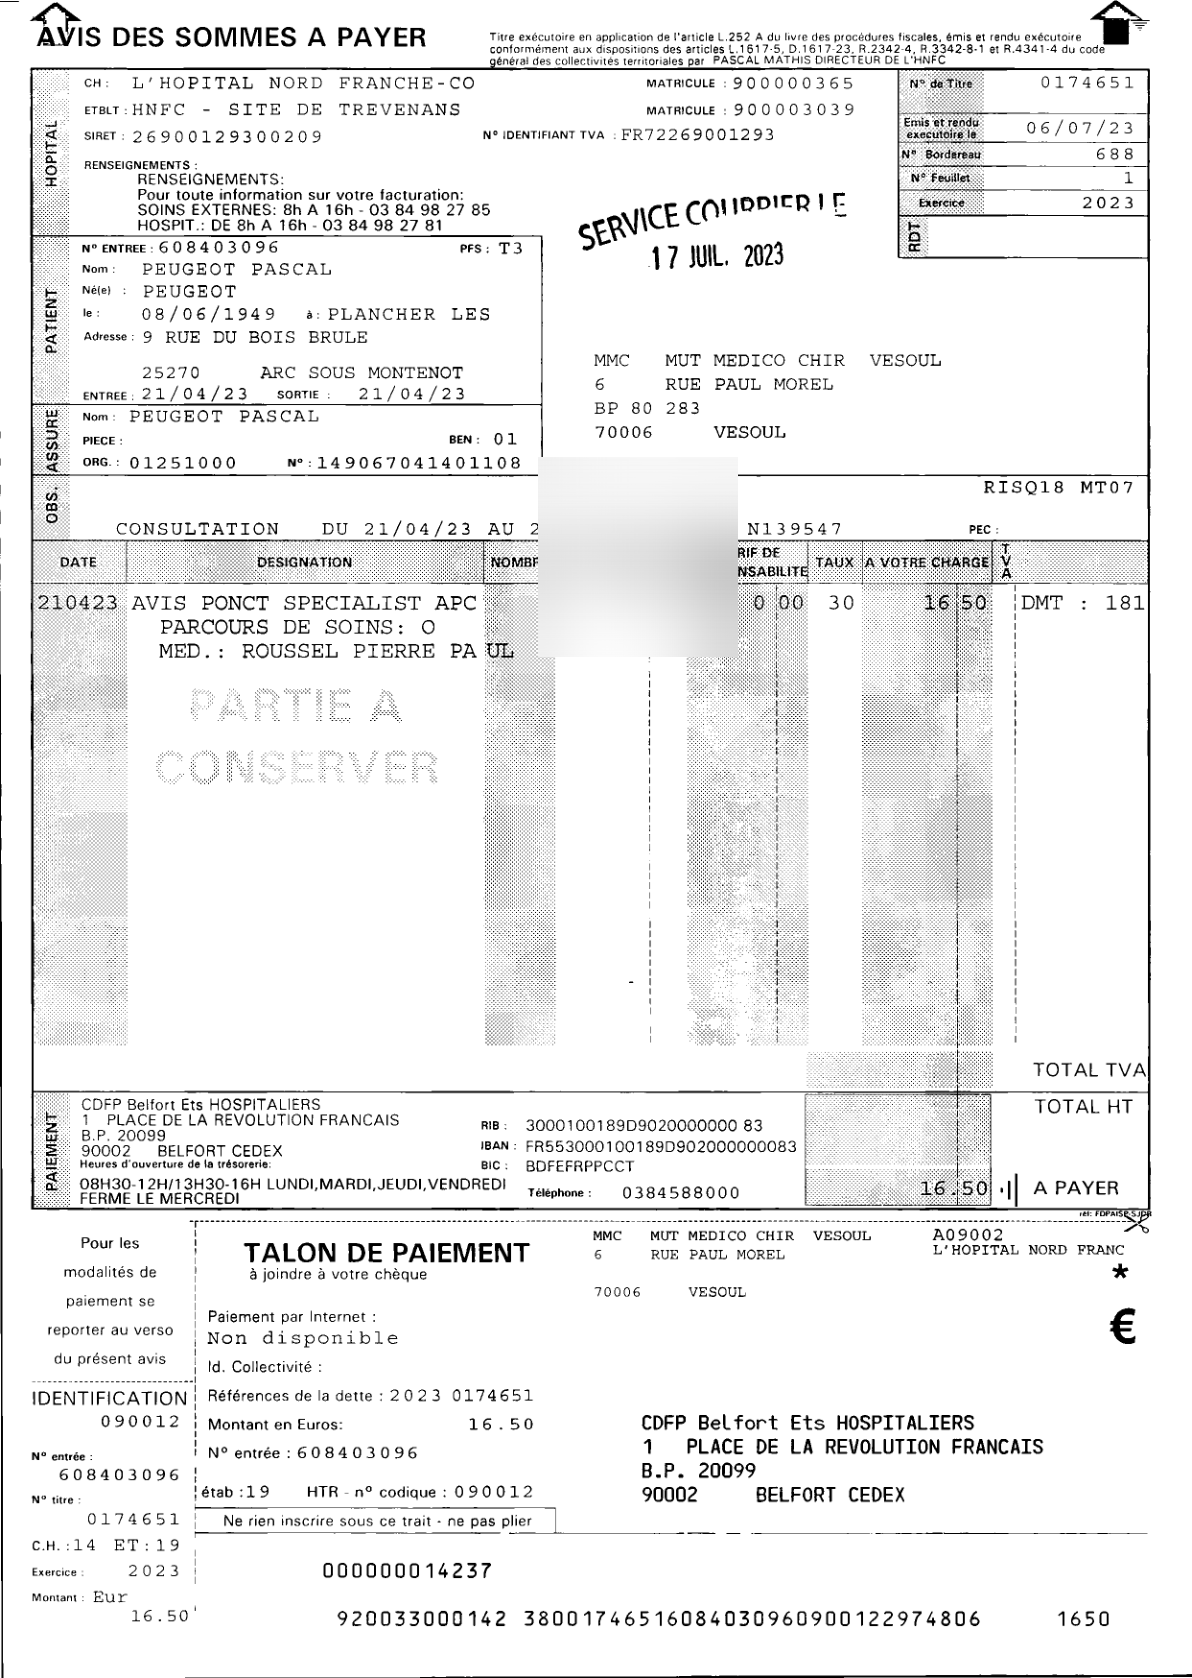 AVIS DES SOMMES A PAYER
Titre exécutoire en application de l'article L.252 A du livre des procédures fiscales, émis et rendu exécutoire
conformément aux dispositions des articles L.1617-5, D.1617-23, R.2342-4, R.3342-8-1 et R.4341-4 du code
général des collectivités territoriales par PASCAL MATHIS DIRECTEUR DE L'HNFC
HOPITAL
CH : L'HOPITAL NORD FRANCHE-CO MATRICULE : 900000365
ETBLT : HNFC - SITE DE TREVENANS MATRICULE : 900003039
SIRET : 26900129300209 N° IDENTIFIANT TVA : FR72269001293
RENSEIGNEMENTS :
RENSEIGNEMENTS:
Pour toute information sur votre facturation:
SOINS EXTERNES: 8h A 16h - 03 84 98 27 85
HOSPIT.: DE 8h A 16h - 03 84 98 27 81
N° de Titre 0174651
Emis et rendu
executoire le 06/07/23
N° Bordereau 688
N° Feuillet 1
Exercice 2023
RDT
SERVICE COURRIER LE
17 JUIL. 2023
PATIENT
N° ENTREE : 608403096 PFS : T3
Nom : PEUGEOT PASCAL
Né(e) : PEUGEOT
le : 08/06/1949 à : PLANCHER LES
Adresse : 9 RUE DU BOIS BRULE
25270 ARC SOUS MONTENOT
ENTREE : 21/04/23 SORTIE : 21/04/23
MMC MUT MEDICO CHIR VESOUL
6 RUE PAUL MOREL
BP 80 283
70006 VESOUL
ASSURE
Nom : PEUGEOT PASCAL
PIECE : BEN : 01
ORG. : 01251000 N° : 149067041401108
OBS.
RISQ18 MT07
CONSULTATION DU 21/04/23 AU 2 N139547 PEC :
DATE DESIGNATION NOMBR RIF DE NSABILITE TAUX A VOTRE CHARGE TVA
210423 AVIS PONCT SPECIALIST APC 0 00 30 16 50 DMT : 181
PARCOURS DE SOINS: O
MED.: ROUSSEL PIERRE PAUL
PARTIE A
CONSERVER
TOTAL TVA
TOTAL HT
PAIEMENT
CDFP Belfort Ets HOSPITALIERS
1 PLACE DE LA REVOLUTION FRANCAIS
B.P. 20099
90002 BELFORT CEDEX
Heures d'ouverture de la trésorerie:
08H30-12H/13H30-16H LUNDI,MARDI,JEUDI,VENDREDI
FERME LE MERCREDI
RIB : 3000100189D9020000000 83
IBAN : FR553000100189D902000000083
BIC : BDFEFRPPCCT
Téléphone : 0384588000
16.50 A PAYER
réf: FDPAISP.SJPR
Pour les
modalités de
paiement se
reporter au verso
du présent avis
TALON DE PAIEMENT
à joindre à votre chèque
MMC MUT MEDICO CHIR VESOUL
6 RUE PAUL MOREL
70006 VESOUL
A09002
L'HOPITAL NORD FRANC
*
€
Paiement par Internet :
Non disponible
Id. Collectivité :
Références de la dette : 2023 0174651
Montant en Euros: 16.50
N° entrée : 608403096
étab :19 HTR - n° codique : 090012
Ne rien inscrire sous ce trait - ne pas plier
IDENTIFICATION
090012
N° entrée :
608403096
N° titre :
0174651
C.H. :14 ET :19
Exercice : 2023
Montant : Eur
16.50
CDFP Belfort Ets HOSPITALIERS
1 PLACE DE LA REVOLUTION FRANCAIS
B.P. 20099
90002 BELFORT CEDEX
000000014237
920033000142 38001746516084030960900122974806 1650